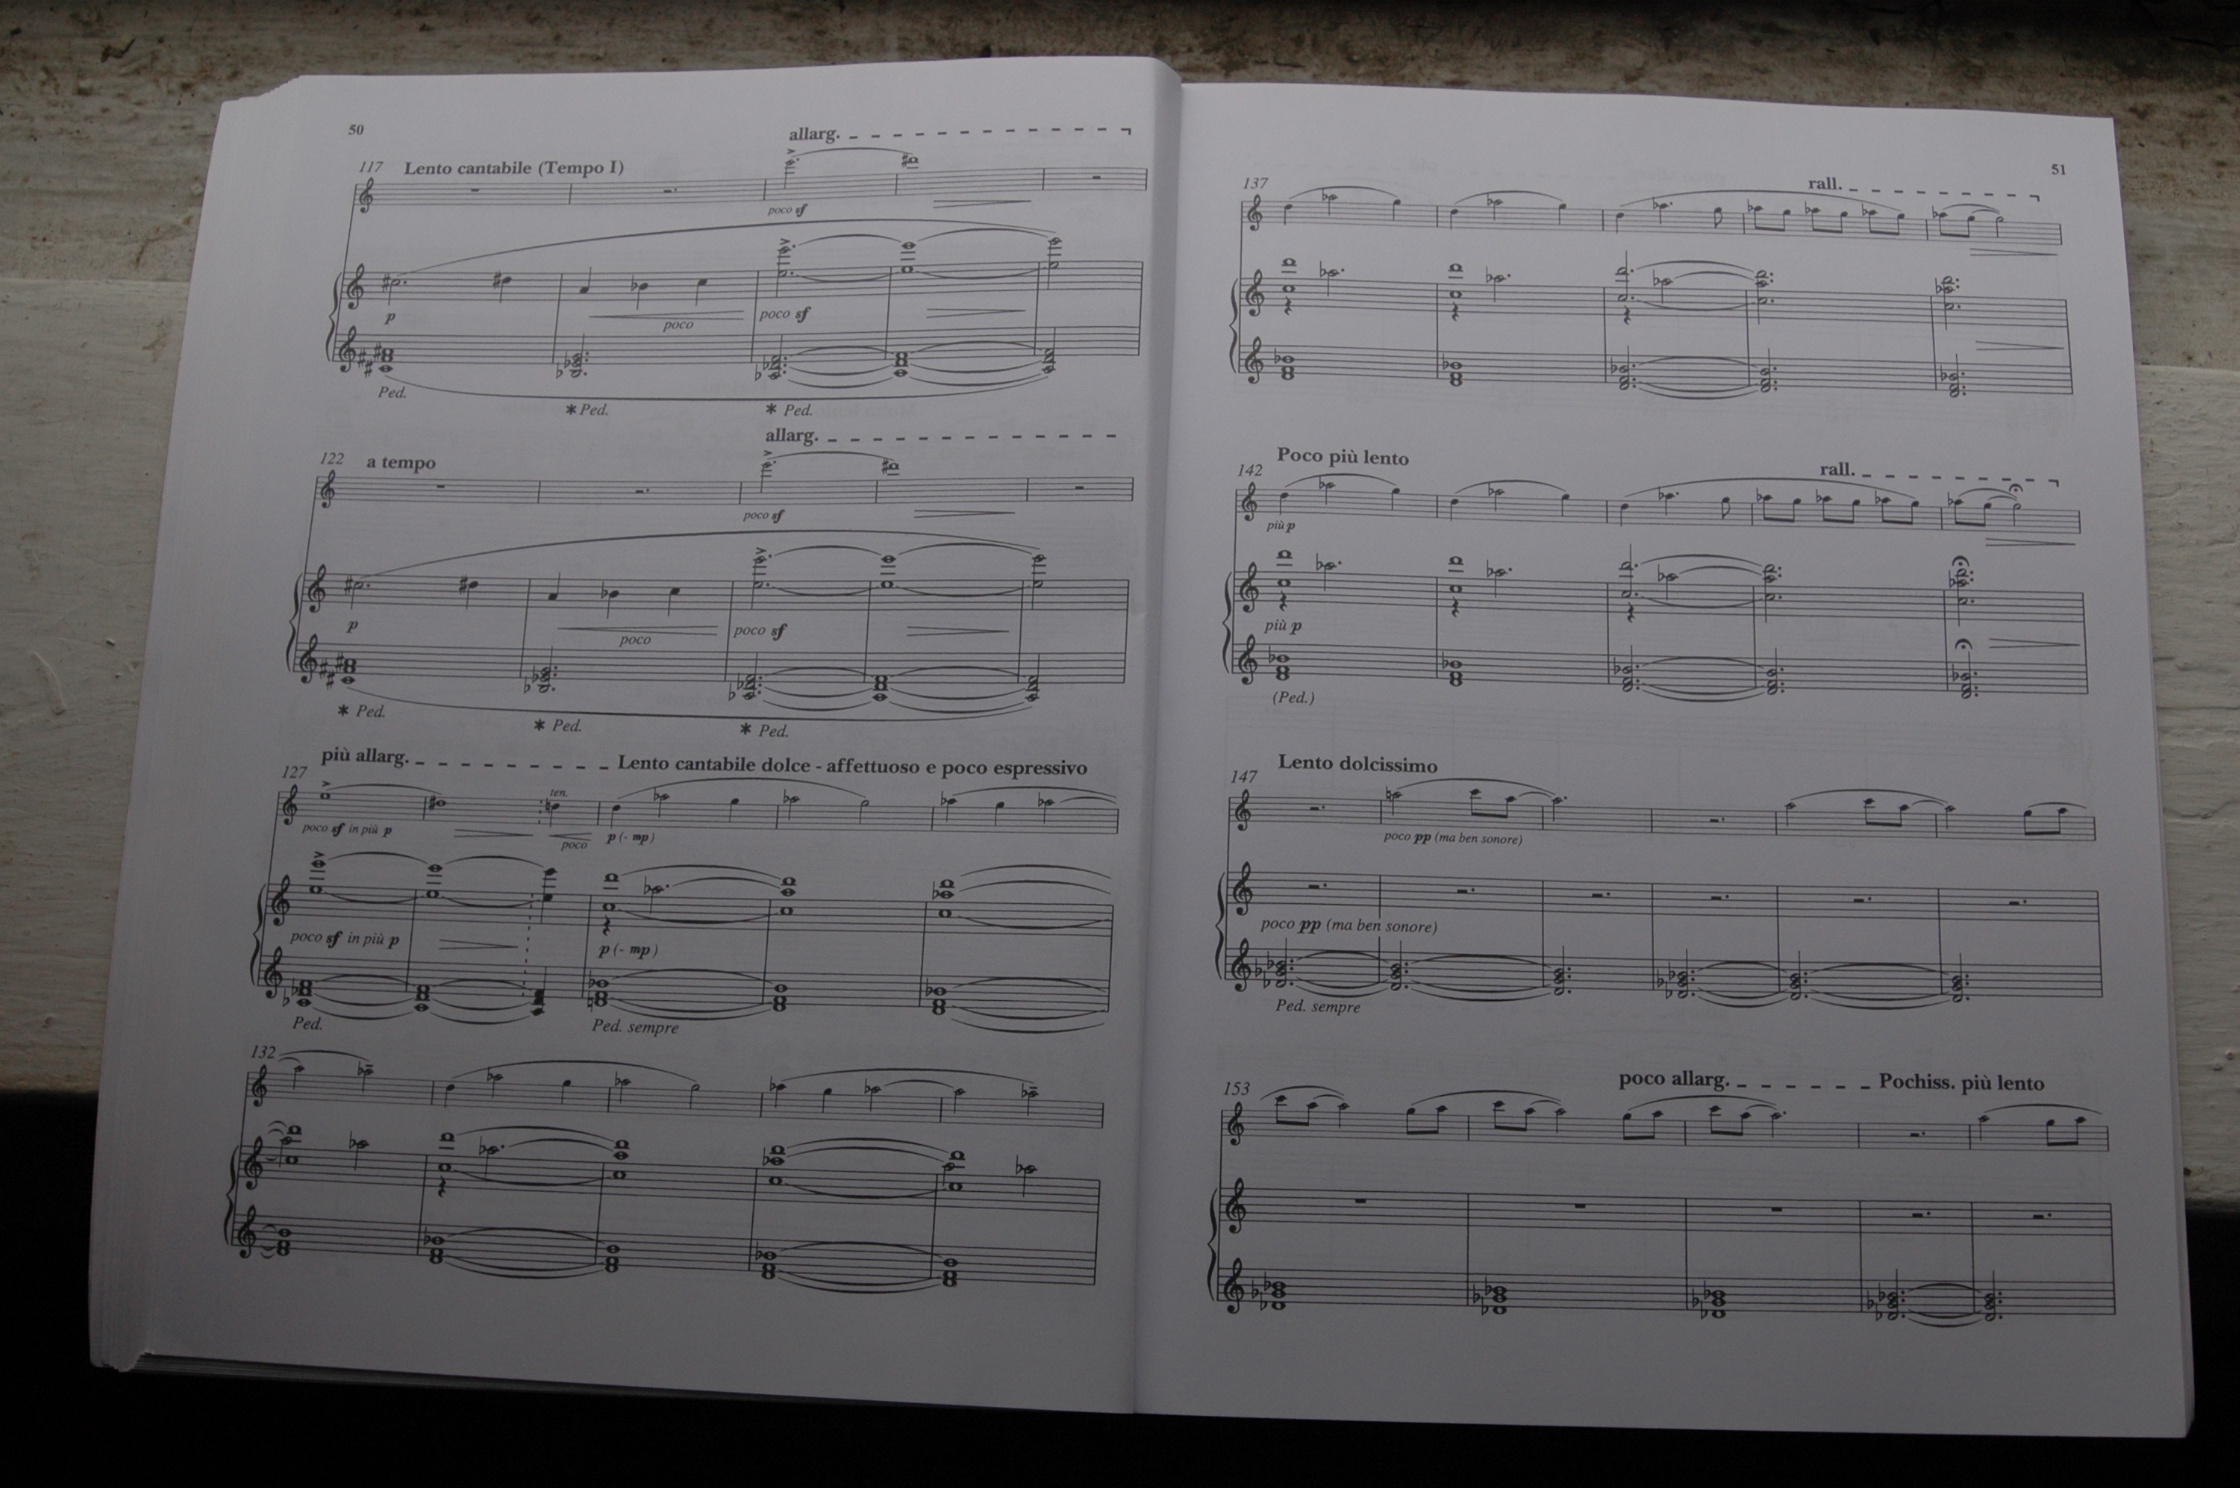 50
allarg.
117 Lento cantabile (Tempo I)
poco sf
p
poco
poco sf
Ped.
* Ped.
* Ped.
allarg.
122 a tempo
poco sf
p
poco
poco sf
* Ped.
* Ped.
* Ped.
più allarg. Lento cantabile dolce - affettuoso e poco espressivo
127
ten.
poco sf in più p
poco
p (- mp)
poco sf in più p
p (- mp)
Ped.
Ped. sempre
132
51
137
rall.
Poco più lento
142
rall.
più p
più p
(Ped.)
Lento dolcissimo
147
poco pp (ma ben sonore)
poco pp (ma ben sonore)
Ped. sempre
poco allarg. Pochiss. più lento
153